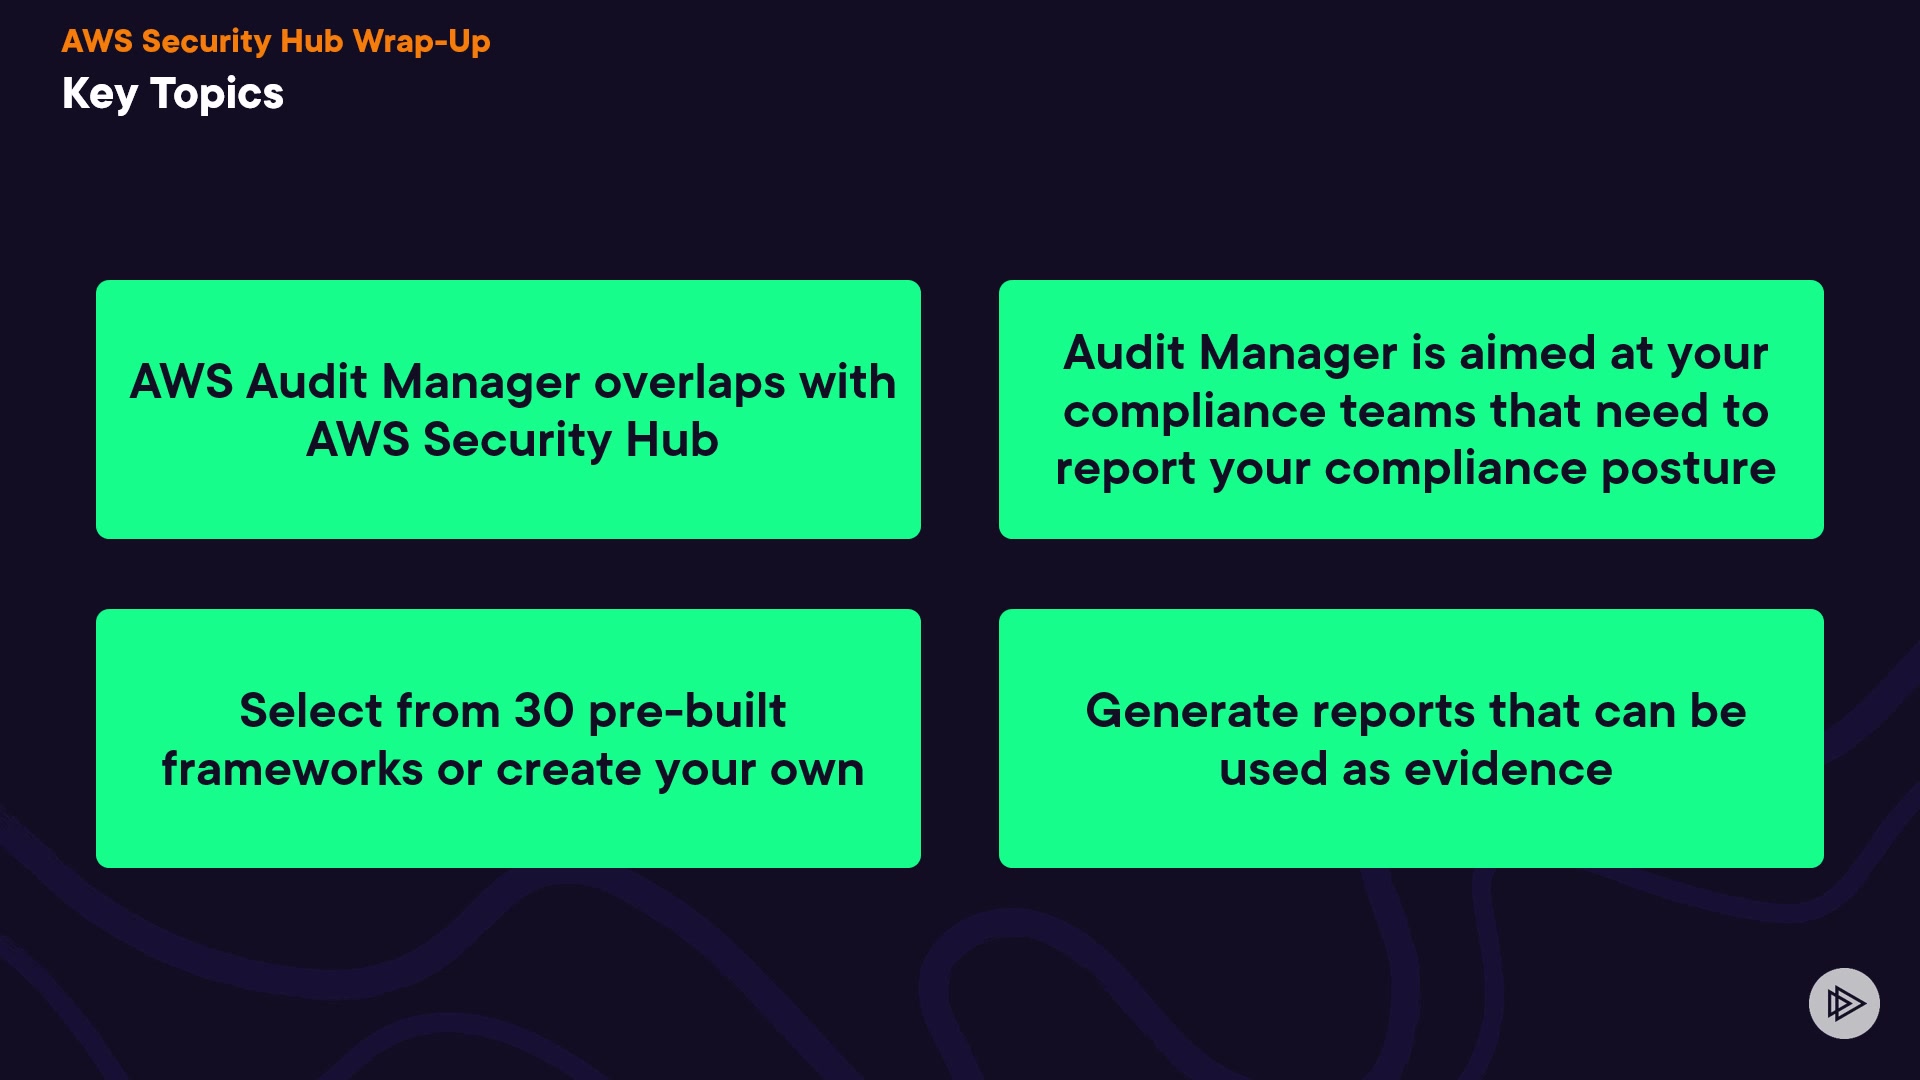 AWS Security Hub Wrap-Up
Key Topics
AWS Audit Manager overlaps with
AWS Security Hub
Audit Manager is aimed at your
compliance teams that need to
report your compliance posture
Select from 30 pre-built
frameworks or create your own
Generate reports that can be
used as evidence